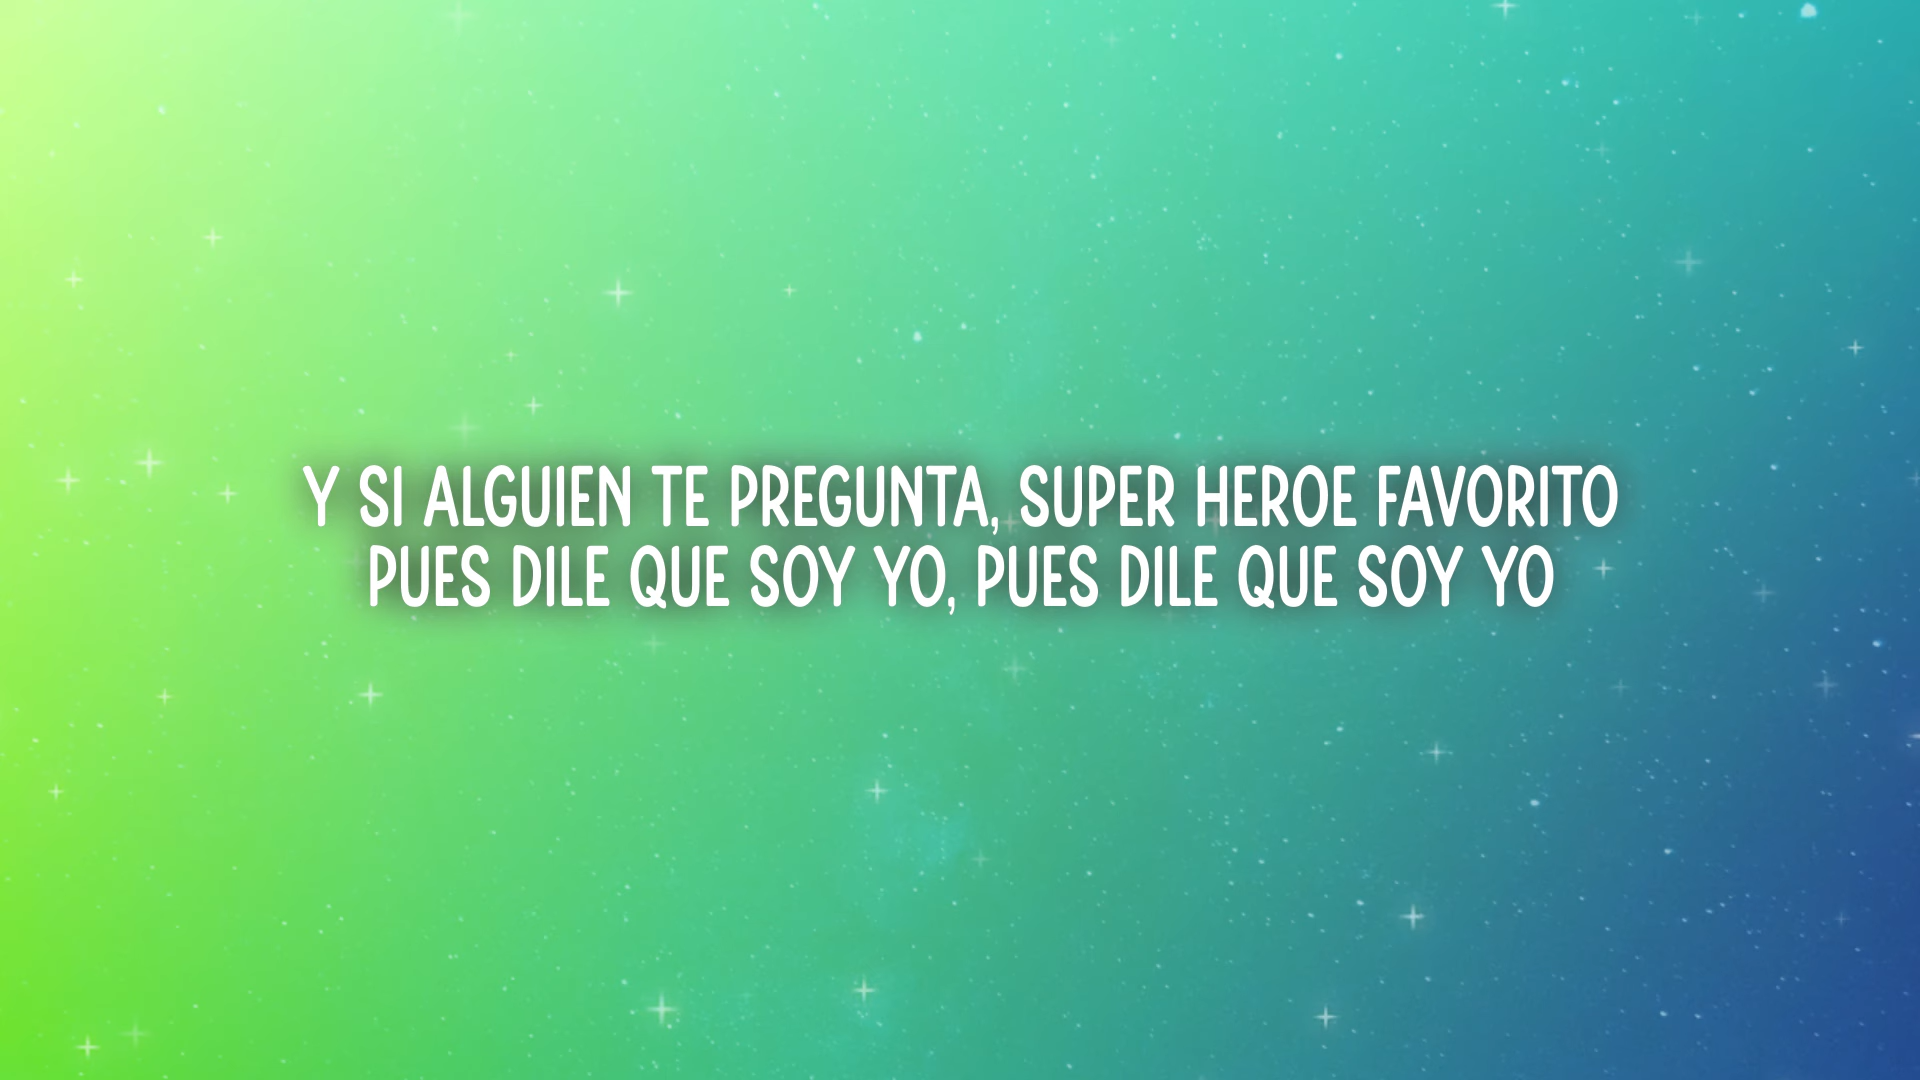 Y SI ALGUIEN TE PREGUNTA, SUPER HEROE FAVORITO
PUES DILE QUE SOY YO, PUES DILE QUE SOY YO